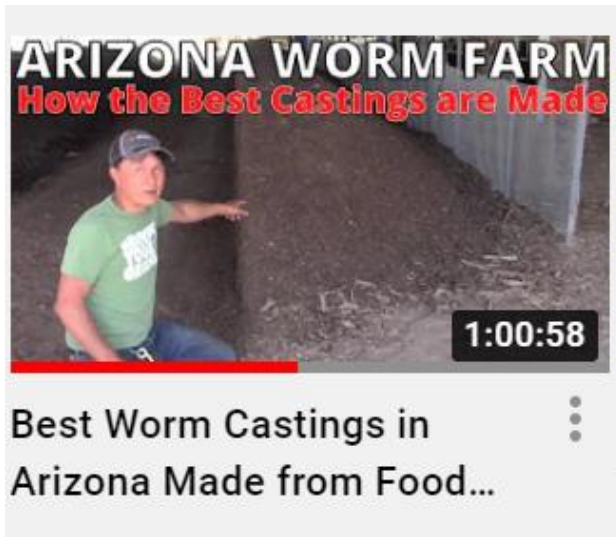 ARIZONA WORM FARM
How the Best Castings are Made
1:00:58
Best Worm Castings in
Arizona Made from Food...